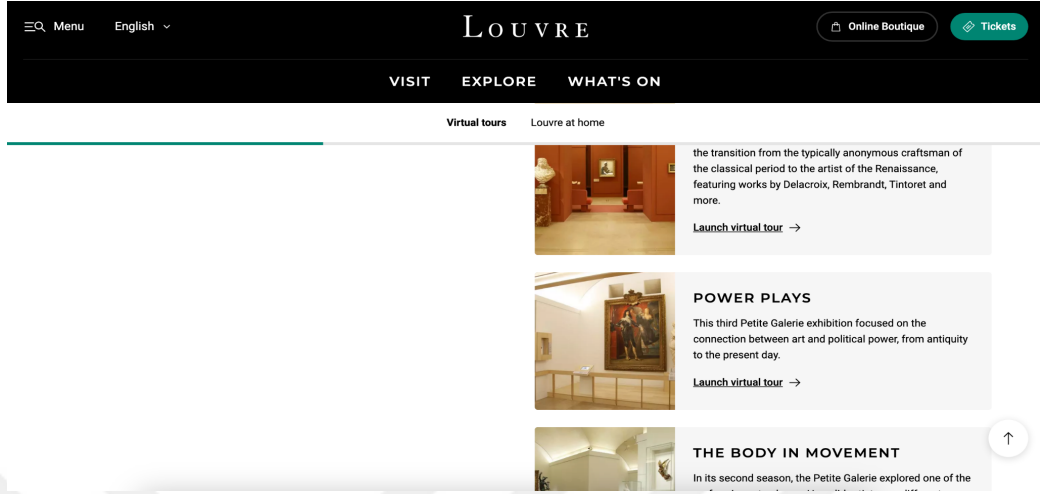 Menu
English
LOUVRE
Online Boutique
Tickets
VISIT
EXPLORE
WHAT'S ON
Virtual tours
Louvre at home
the transition from the typically anonymous craftsman of
the classical period to the artist of the Renaissance,
featuring works by Delacroix, Rembrandt, Tintoret and
more.
Launch virtual tour
POWER PLAYS
This third Petite Galerie exhibition focused on the
connection between art and political power, from antiquity
to the present day.
Launch virtual tour
THE BODY IN MOVEMENT
In its second season, the Petite Galerie explored one of the